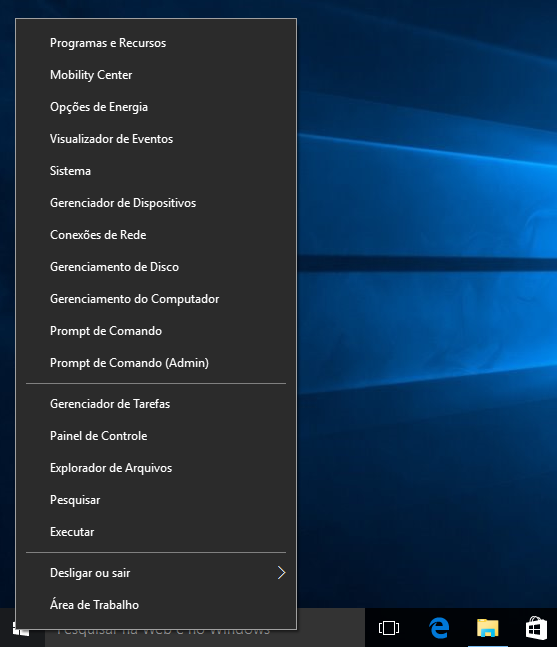 Programas e Recursos
Mobility Center
Opções de Energia
Visualizador de Eventos
Sistema
Gerenciador de Dispositivos
Conexões de Rede
Gerenciamento de Disco
Gerenciamento do Computador
Prompt de Comando
Prompt de Comando (Admin)
Gerenciador de Tarefas
Painel de Controle
Explorador de Arquivos
Pesquisar
Executar
Desligar ou sair
Área de Trabalho
Pesquisar na Web e no Windows